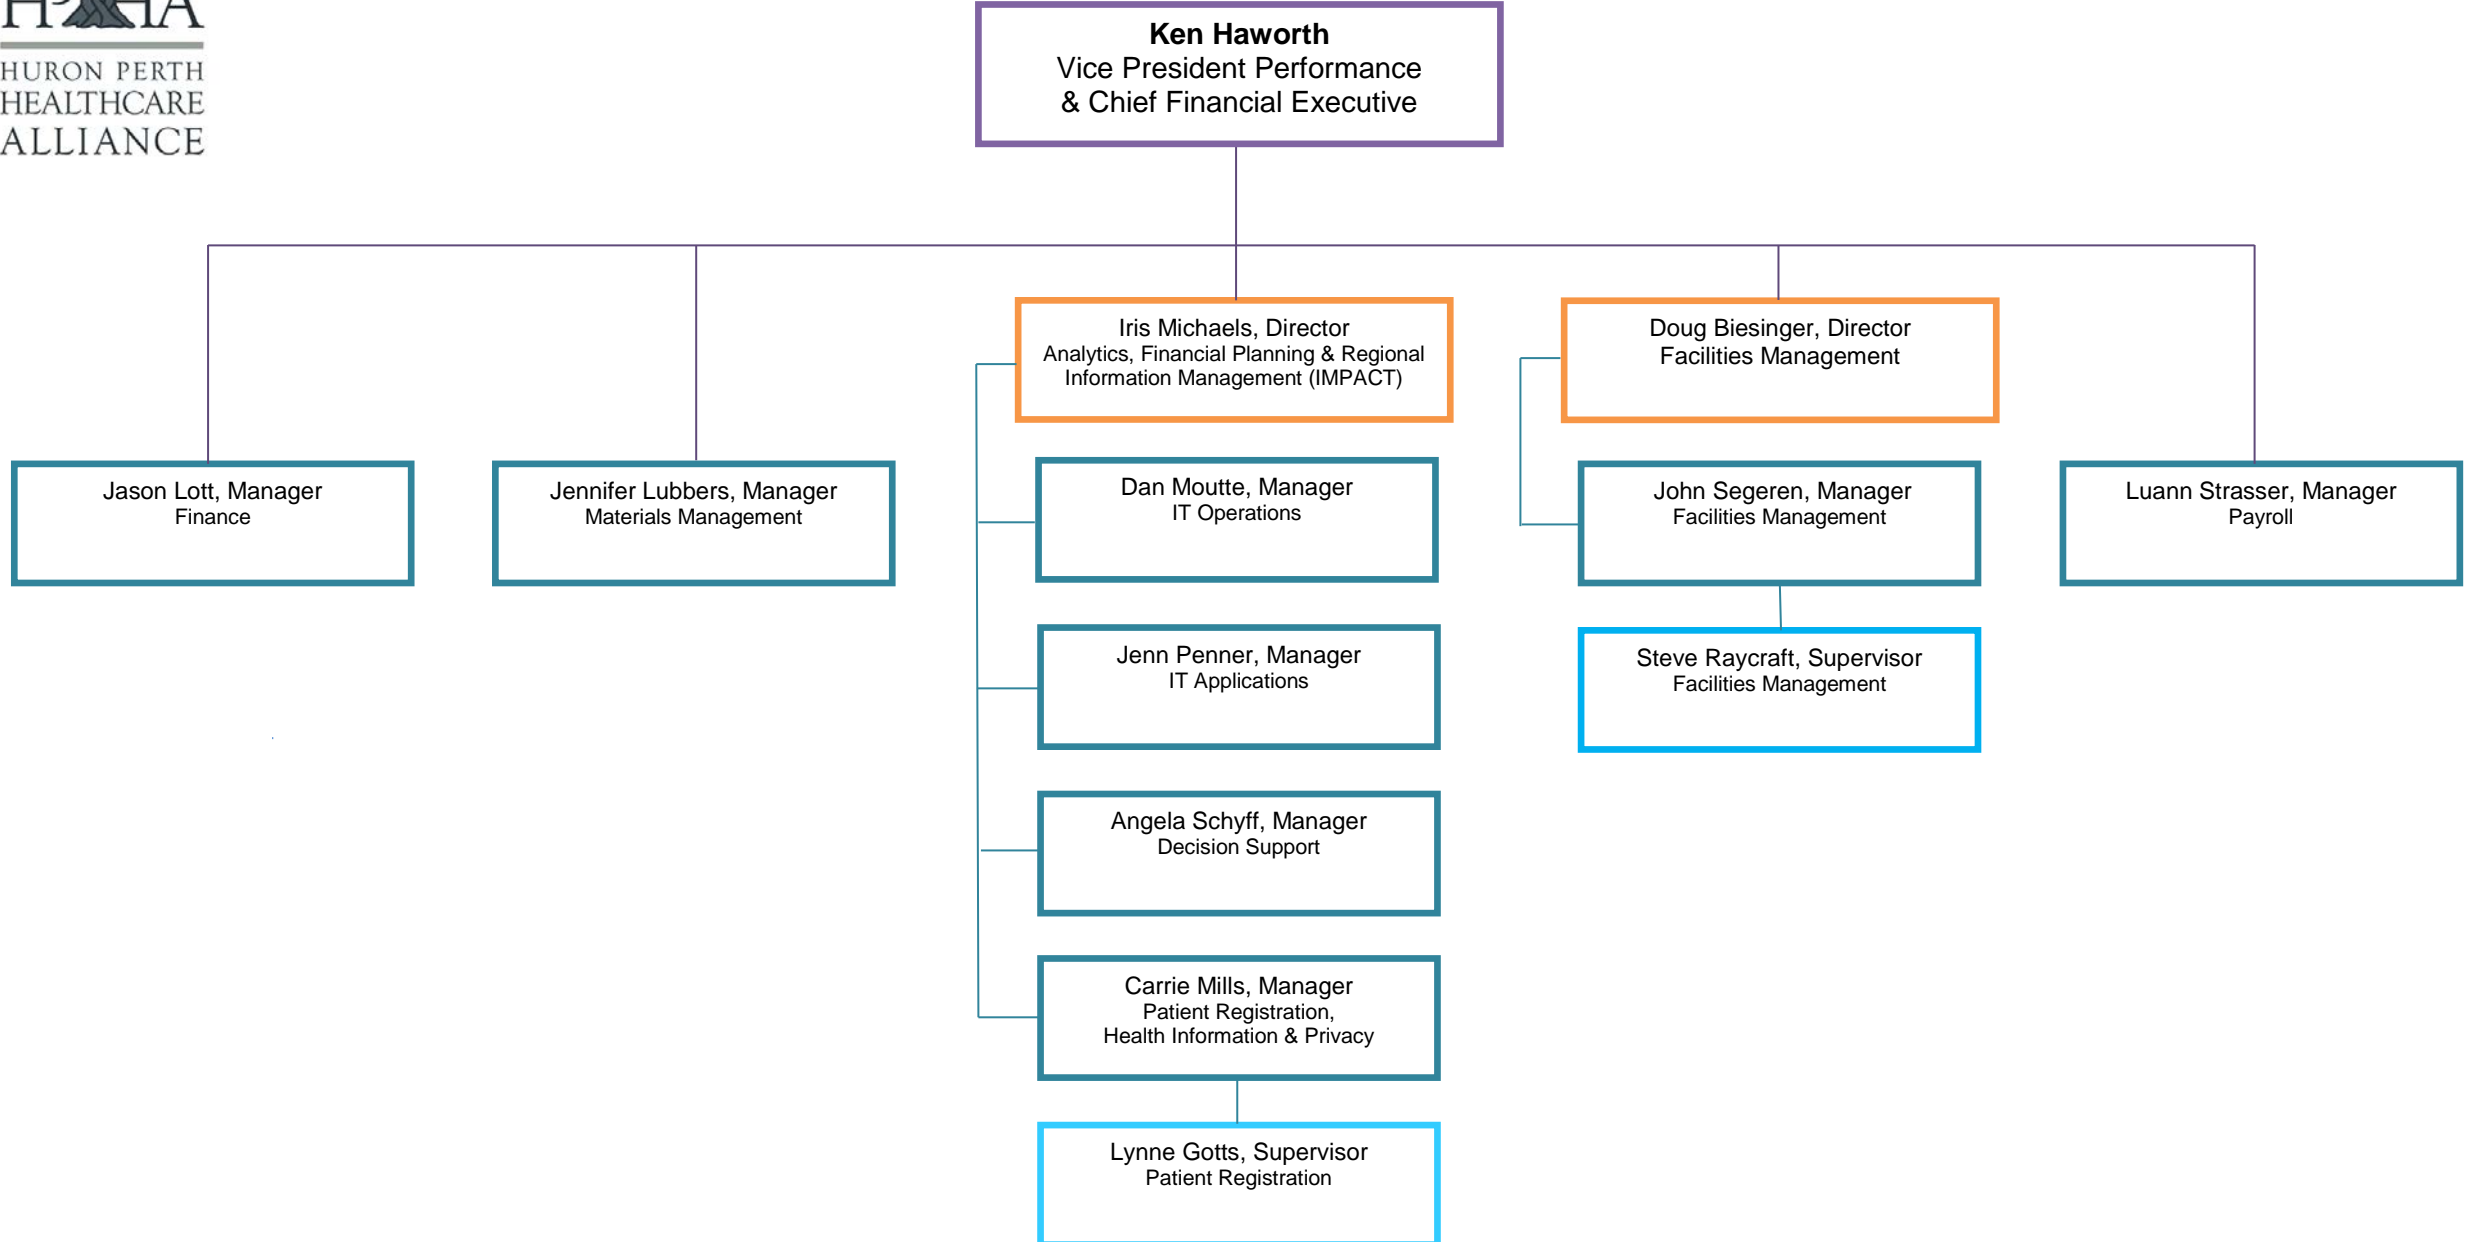 HURON PERTH
HEALTHCARE
ALLIANCE
Ken Haworth
Vice President Performance
& Chief Financial Executive
Iris Michaels, Director
Analytics, Financial Planning & Regional
Information Management (IMPACT)
Doug Biesinger, Director
Facilities Management
Jason Lott, Manager
Finance
Jennifer Lubbers, Manager
Materials Management
Dan Moutte, Manager
IT Operations
John Segeren, Manager
Facilities Management
Luann Strasser, Manager
Payroll
Jenn Penner, Manager
IT Applications
Steve Raycraft, Supervisor
Facilities Management
Angela Schyff, Manager
Decision Support
Carrie Mills, Manager
Patient Registration,
Health Information & Privacy
Lynne Gotts, Supervisor
Patient Registration